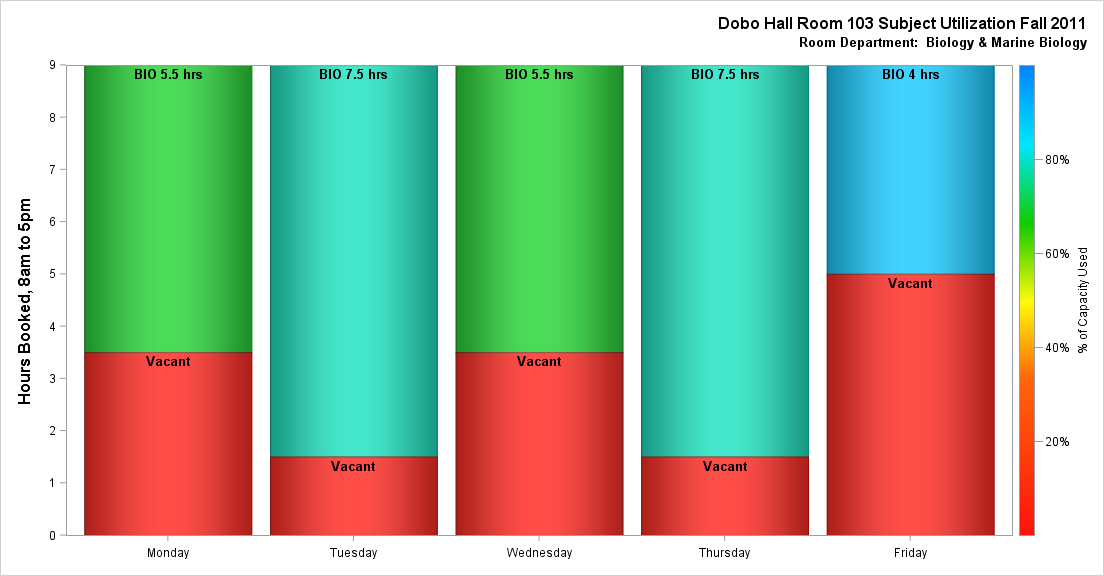 Dobo Hall Room 103 Subject Utilization Fall 2011
Room Department: Biology & Marine Biology
Hours Booked, 8am to 5pm
9
8
7
6
5
4
3
2
1
0
BIO 5.5 hrs
BIO 7.5 hrs
BIO 5.5 hrs
BIO 7.5 hrs
BIO 4 hrs
Vacant
Vacant
Vacant
Vacant
Vacant
Monday
Tuesday
Wednesday
Thursday
Friday
80%
60%
40%
20%
% of Capacity Used